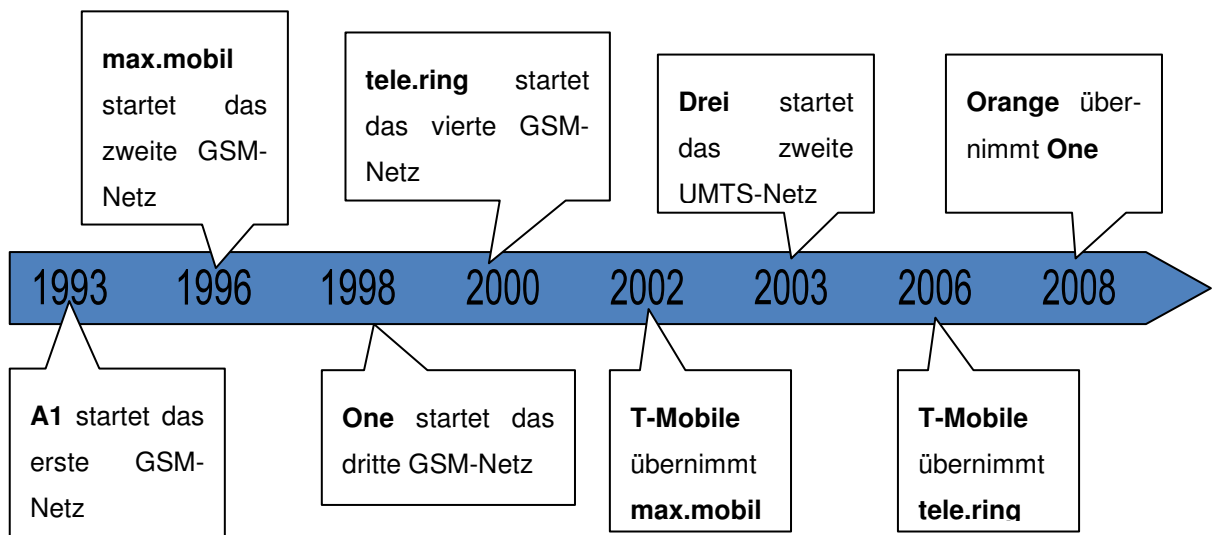 max.mobil
startet das
zweite GSM-
Netz
tele.ring startet
das vierte GSM-
Netz
Drei startet
das zweite
UMTS-Netz
Orange über-
nimmt One
1993 1996 1998 2000 2002 2003 2006 2008
A1 startet das
erste GSM-
Netz
One startet das
dritte GSM-Netz
T-Mobile
übernimmt
max.mobil
T-Mobile
übernimmt
tele.ring